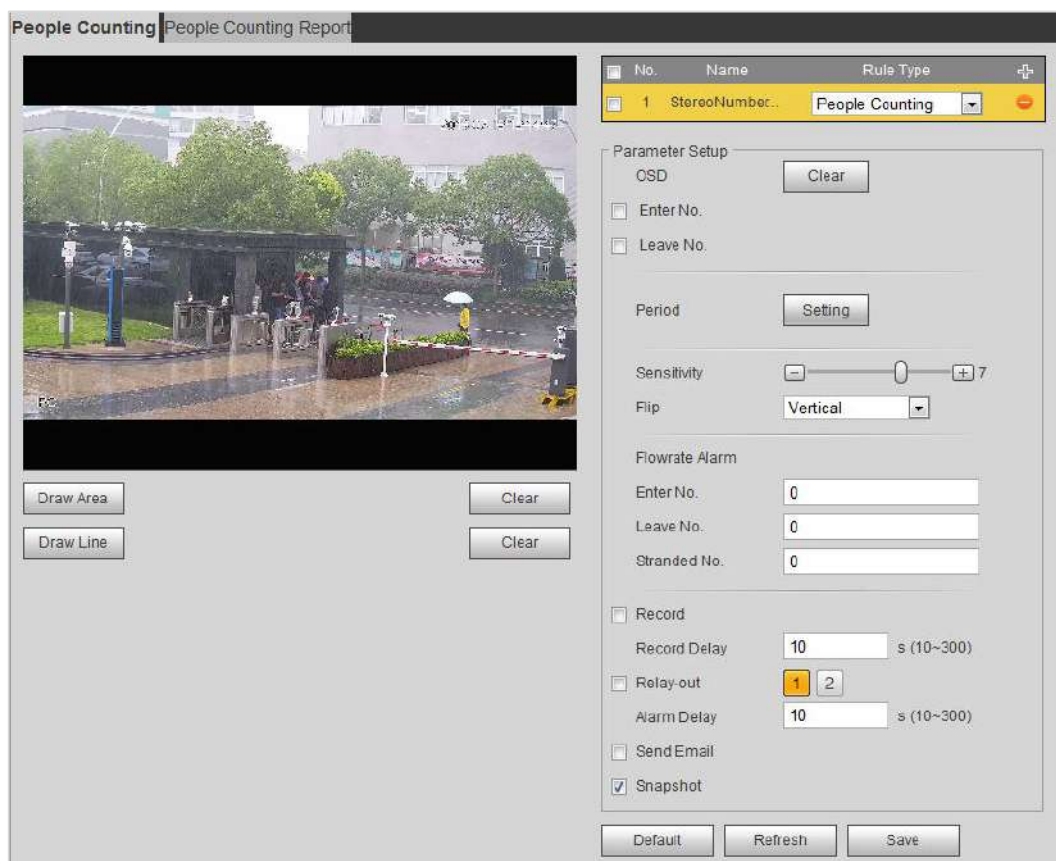 People Counting People Counting Report
No. Name Rule Type
1 StereoNumber... People Counting
Parameter Setup
OSD Clear
Enter No.
Leave No.
Period Setting
Sensitivity 7
Flip Vertical
Flowrate Alarm
Enter No. 0
Leave No. 0
Stranded No. 0
Record
Record Delay 10 s (10~300)
Relay-out 1 2
Alarm Delay 10 s (10~300)
Send Email
Snapshot
Default Refresh Save
Draw Area Clear
Draw Line Clear